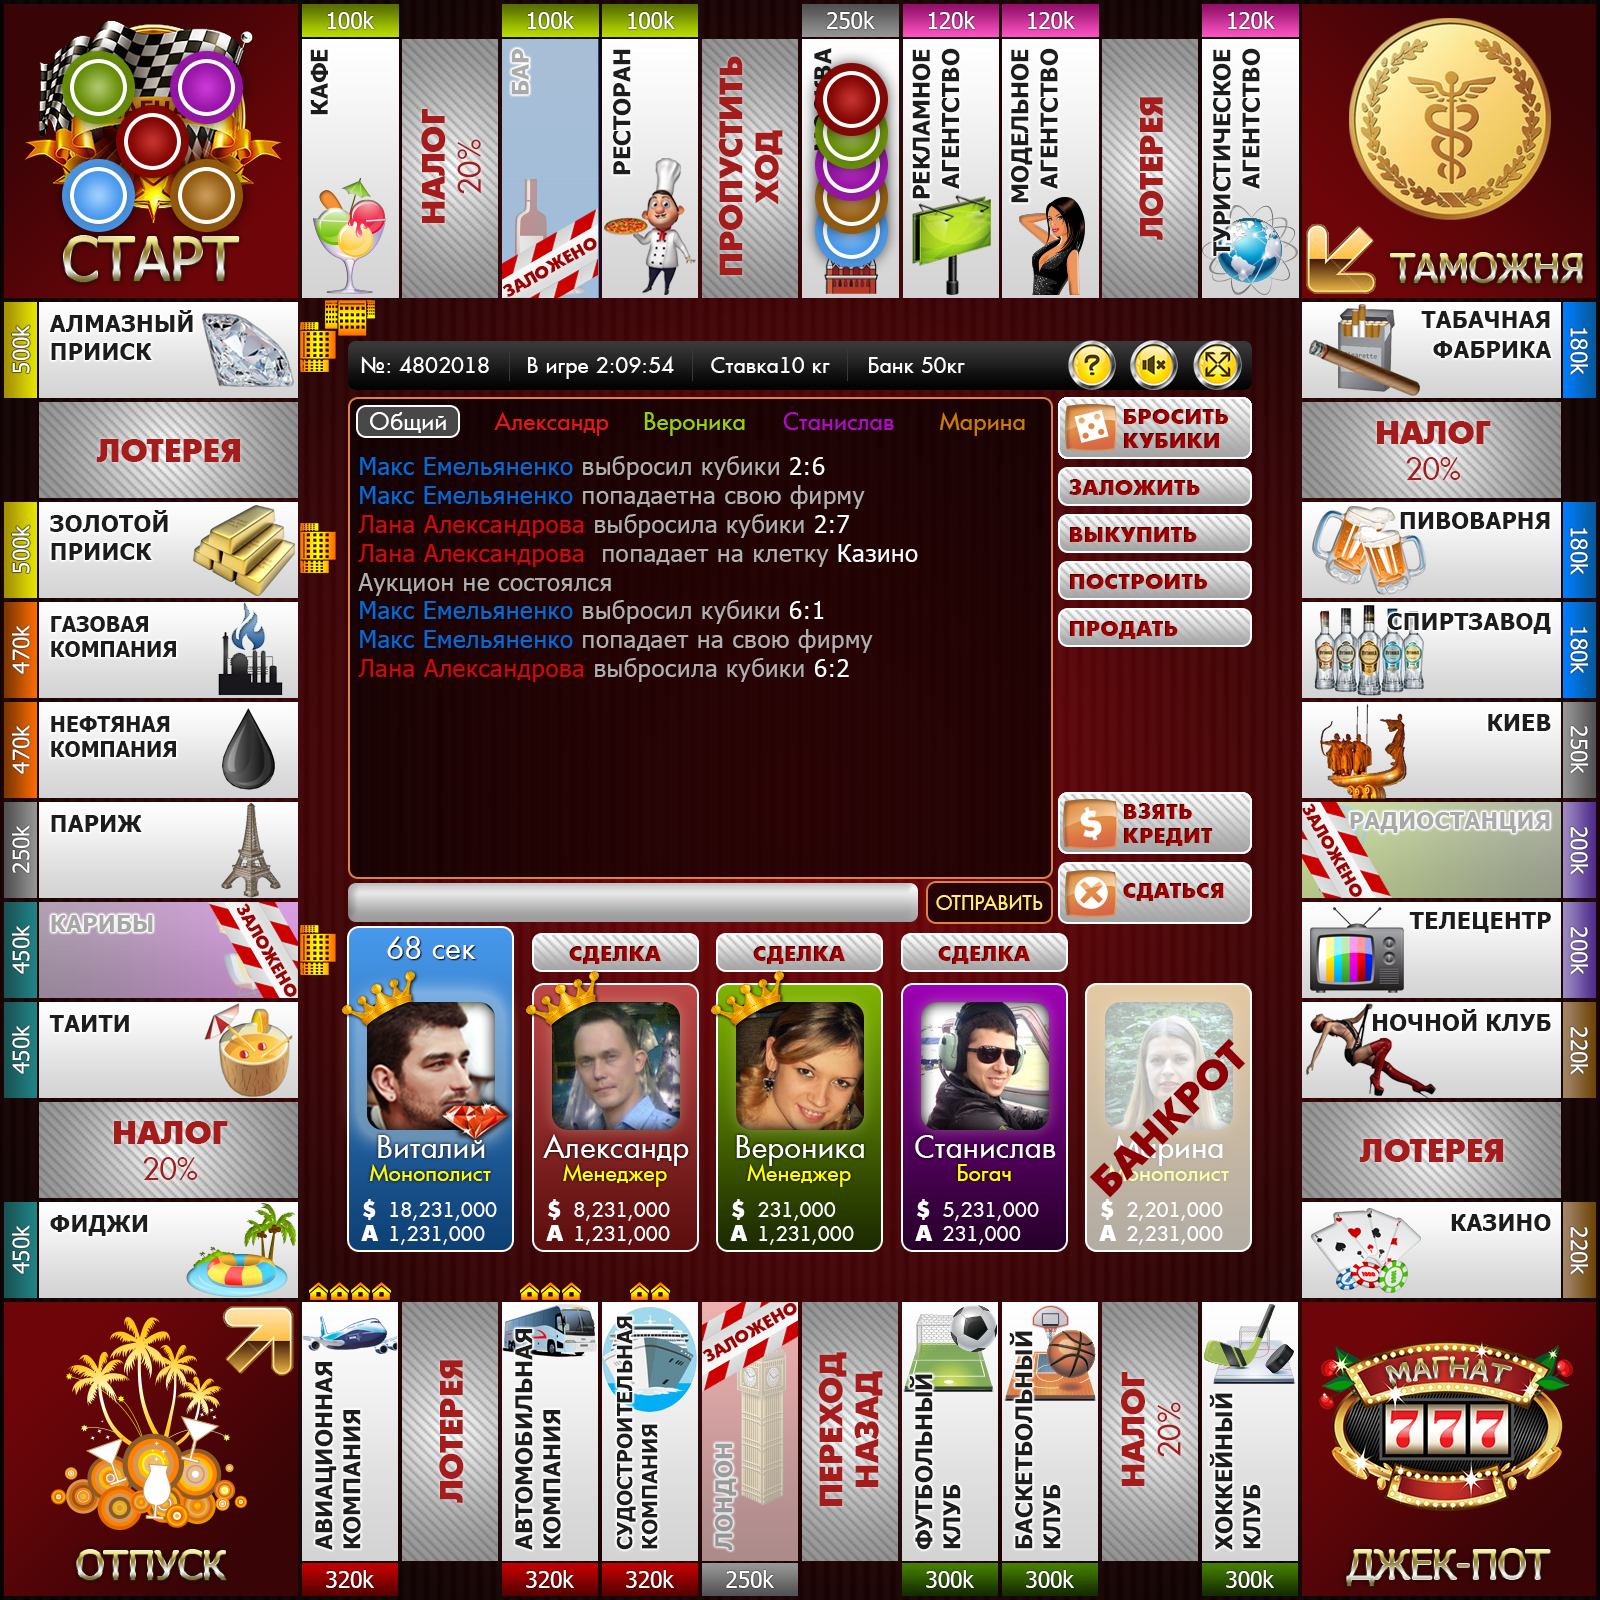 100k
100k
100k
250k
120k
120k
120k
СТАРТ
КАФЕ
НАЛОГ
20%
БАР
ЗАЛОЖЕНО
РЕСТОРАН
ПРОПУСТИТЬ
ХОД
РЕКЛАМНОЕ
АГЕНТСТВО
МОДЕЛЬНОЕ
АГЕНТСТВО
ЛОТЕРЕЯ
ТУРИСТИЧЕСКОЕ
АГЕНТСТВО
ТАМОЖНЯ
500k
АЛМАЗНЫЙ
ПРИИСК
ЛОТЕРЕЯ
500k
ЗОЛОТОЙ
ПРИИСК
470k
ГАЗОВАЯ
КОМПАНИЯ
470k
НЕФТЯНАЯ
КОМПАНИЯ
250k
ПАРИЖ
450k
КАРИБЫ
ЗАЛОЖЕНО
450k
ТАИТИ
НАЛОГ
20%
450k
ФИДЖИ
№: 4802018
В игре 2:09:54
Ставка10 кг
Банк 50кг
?
Общий
Александр
Вероника
Станислав
Марина
Макс Емельяненко выбросил кубики 2:6
Макс Емельяненко попадаетна свою фирму
Лана Александрова выбросила кубики 2:7
Лана Александрова попадает на клетку Казино
Аукцион не состоялся
Макс Емельяненко выбросил кубики 6:1
Макс Емельяненко попадает на свою фирму
Лана Александрова выбросила кубики 6:2
ОТПРАВИТЬ
БРОСИТЬ
КУБИКИ
ЗАЛОЖИТЬ
ВЫКУПИТЬ
ПОСТРОИТЬ
ПРОДАТЬ
$
ВЗЯТЬ
КРЕДИТ
СДАТЬСЯ
68 сек
Виталий
Монополист
$ 18,231,000
A 1,231,000
СДЕЛКА
Александр
Менеджер
$ 8,231,000
A 1,231,000
СДЕЛКА
Вероника
Менеджер
$ 231,000
A 1,231,000
СДЕЛКА
Станислав
Богач
$ 5,231,000
A 231,000
БАНКРОТ
$ 2,201,000
A 2,231,000
ТАБАЧНАЯ
ФАБРИКА
180k
НАЛОГ
20%
ПИВОВАРНЯ
180k
СПИРТЗАВОД
180k
КИЕВ
250k
РАДИОСТАНЦИЯ
ЗАЛОЖЕНО
200k
ТЕЛЕЦЕНТР
200k
НОЧНОЙ КЛУБ
220k
ЛОТЕРЕЯ
КАЗИНО
220k
ОТПУСК
АВИАЦИОННАЯ
КОМПАНИЯ
ЛОТЕРЕЯ
АВТОМОБИЛЬНАЯ
КОМПАНИЯ
СУДОСТРОИТЕЛЬНАЯ
КОМПАНИЯ
ЗАЛОЖЕНО
ЛОНДОН
ПЕРЕХОД
НАЗАД
ФУТБОЛЬНЫЙ
КЛУБ
БАСКЕТБОЛЬНЫЙ
КЛУБ
НАЛОГ
20%
ХОККЕЙНЫЙ
КЛУБ
МАГНАТ
777
ДЖЕК-ПОТ
320k
320k
320k
250k
300k
300k
300k